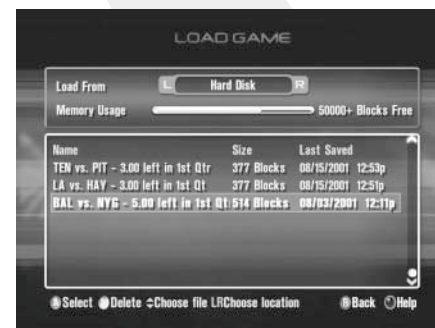 LOAD GAME
Load From L Hard Disk R
Memory Usage 50000+ Blocks Free
Name Size Last Saved
TEN vs. PIT - 3.00 left in 1st Qtr 377 Blocks 08/15/2001 12:53p
LA vs. HAY - 3.00 left in 1st Qt 377 Blocks 08/15/2001 12:51p
BAL vs. NYG - 5.00 left in 1st Qt 514 Blocks 08/03/2001 12:11p
A Select Delete Choose file LRChoose location B Back Help